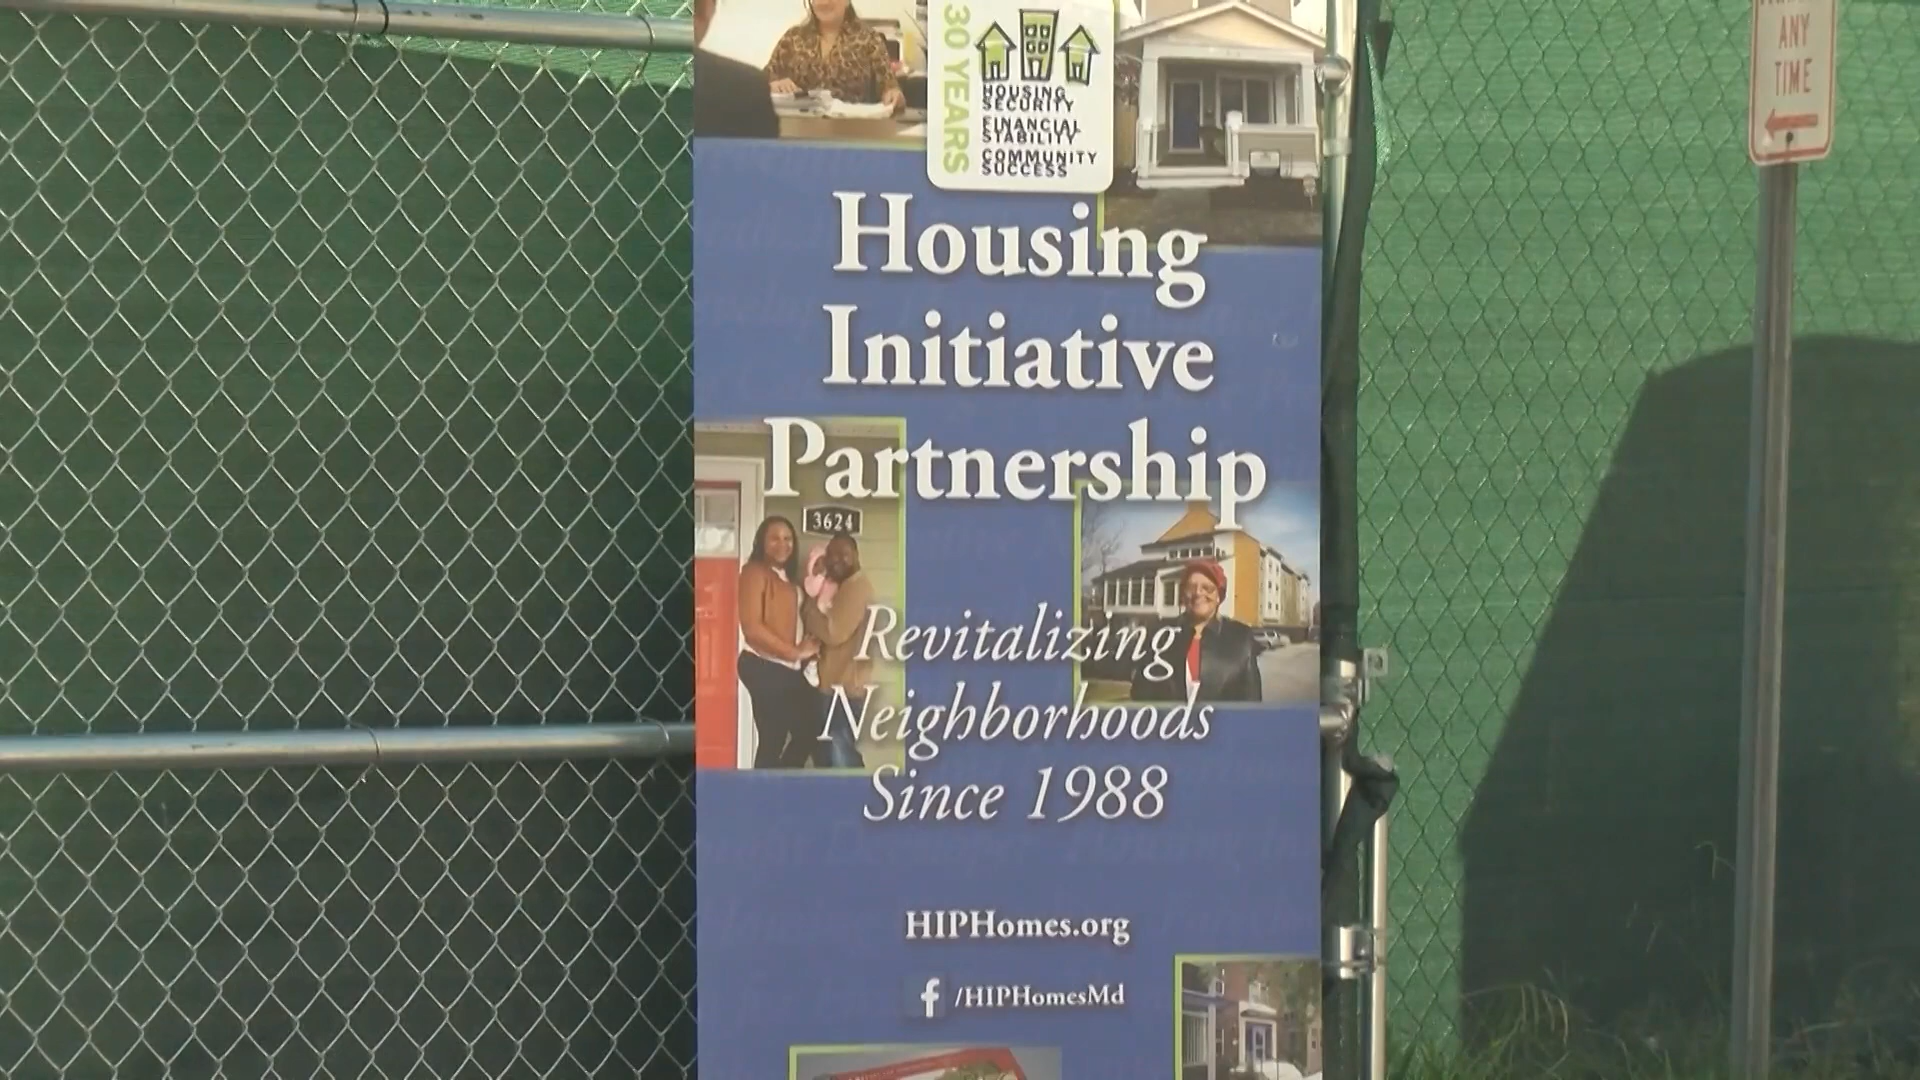 30 YEARS
HOUSING
SECURITY
FINANCIAL
STABILITY
COMMUNITY
SUCCESS
Housing
Initiative
Partnership
3624
Revitalizing
Neighborhoods
Since 1988
HIPHomes.org
f /HIPHomesMd
ANY
TIME